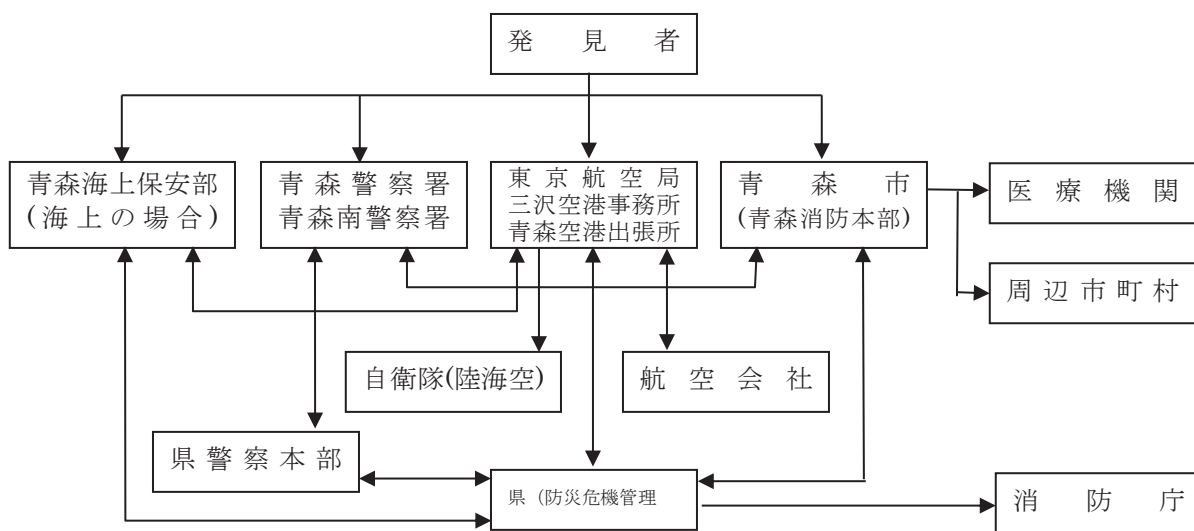 発見者
青森海上保安部
(海上の場合)
青森警察署
青森南警察署
東京航空局
三沢空港事務所
青森空港出張所
青森市
(青森消防本部)
医療機関
周辺市町村
自衛隊(陸海空)
航空会社
県警察本部
県（防災危機管理
消防庁